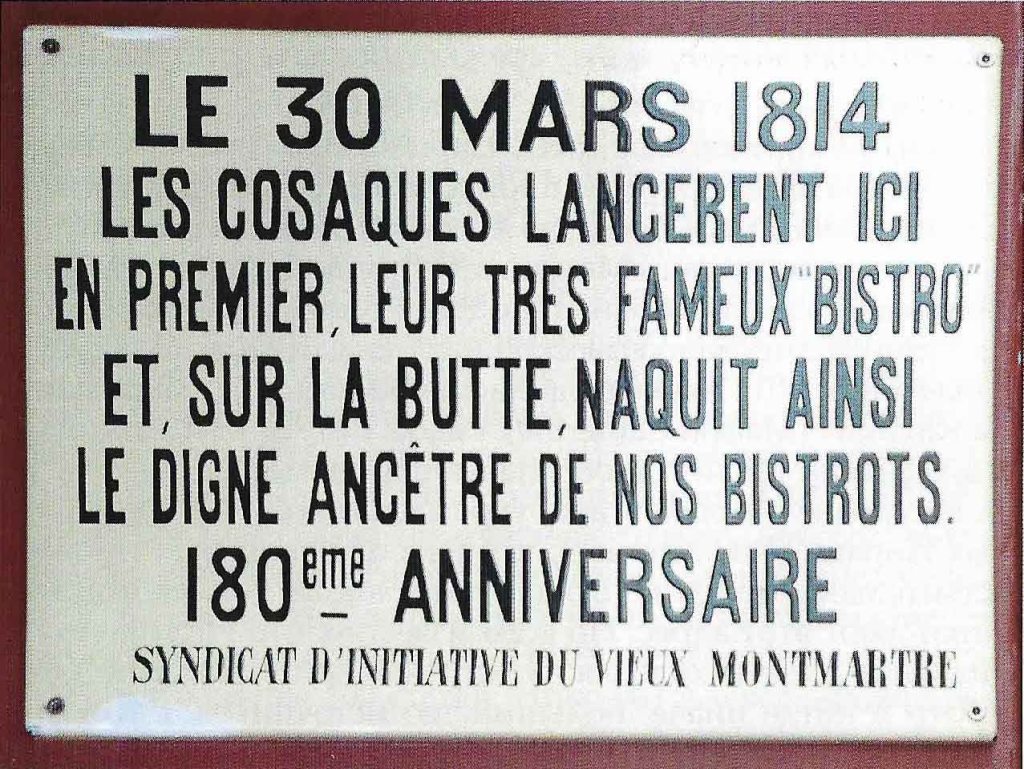 LE 30 MARS 1814
LES COSAQUES LANCERENT ICI
EN PREMIER, LEUR TRES FAMEUX "BISTRO"
ET, SUR LA BUTTE, NAQUIT AINSI
LE DIGNE ANCÊTRE DE NOS BISTROTS.
180eme ANNIVERSAIRE
SYNDICAT D'INITIATIVE DU VIEUX MONTMARTRE